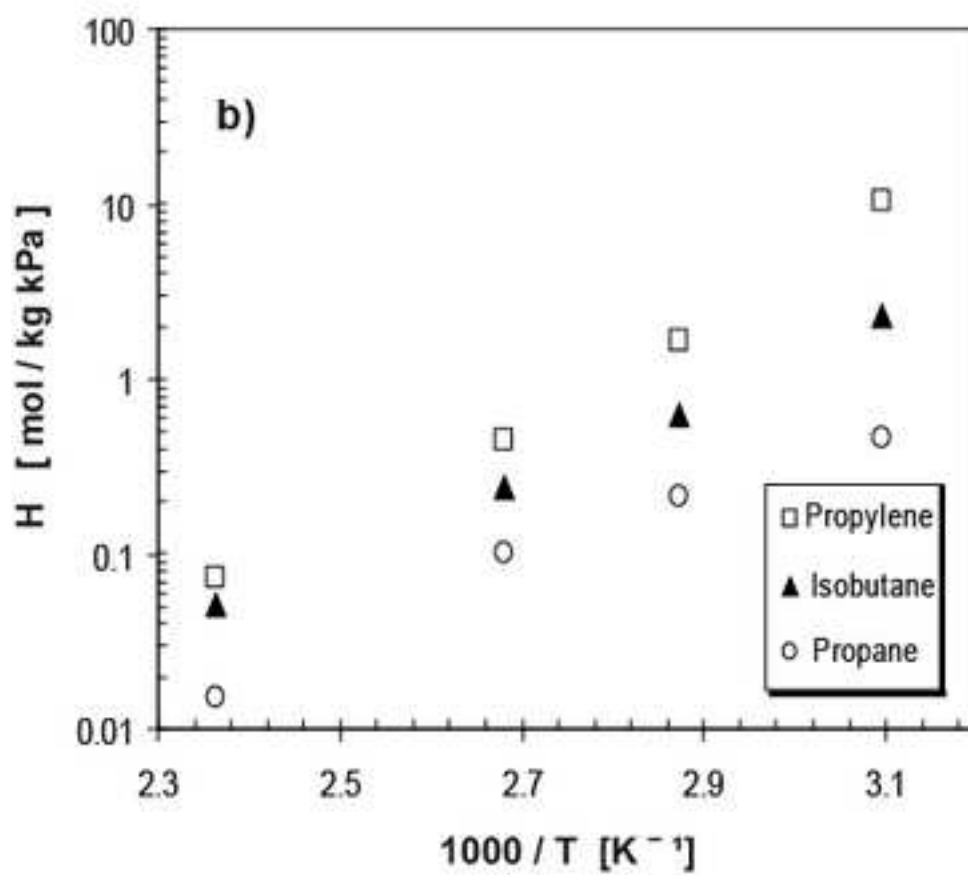 100
b)
10
1
0.1
0.01
H [ mol / kg kPa ]
Propylene
Isobutane
Propane
2.3 2.5 2.7 2.9 3.1
1000 / T [K⁻¹]